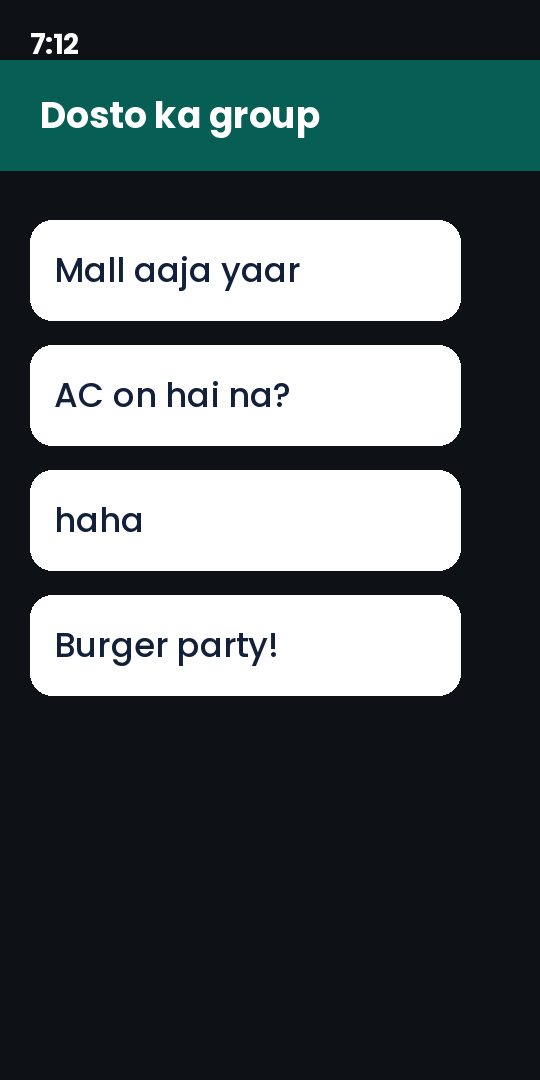 7:12
Dosto ka group
Mall aaja yaar
AC on hai na?
haha
Burger party!